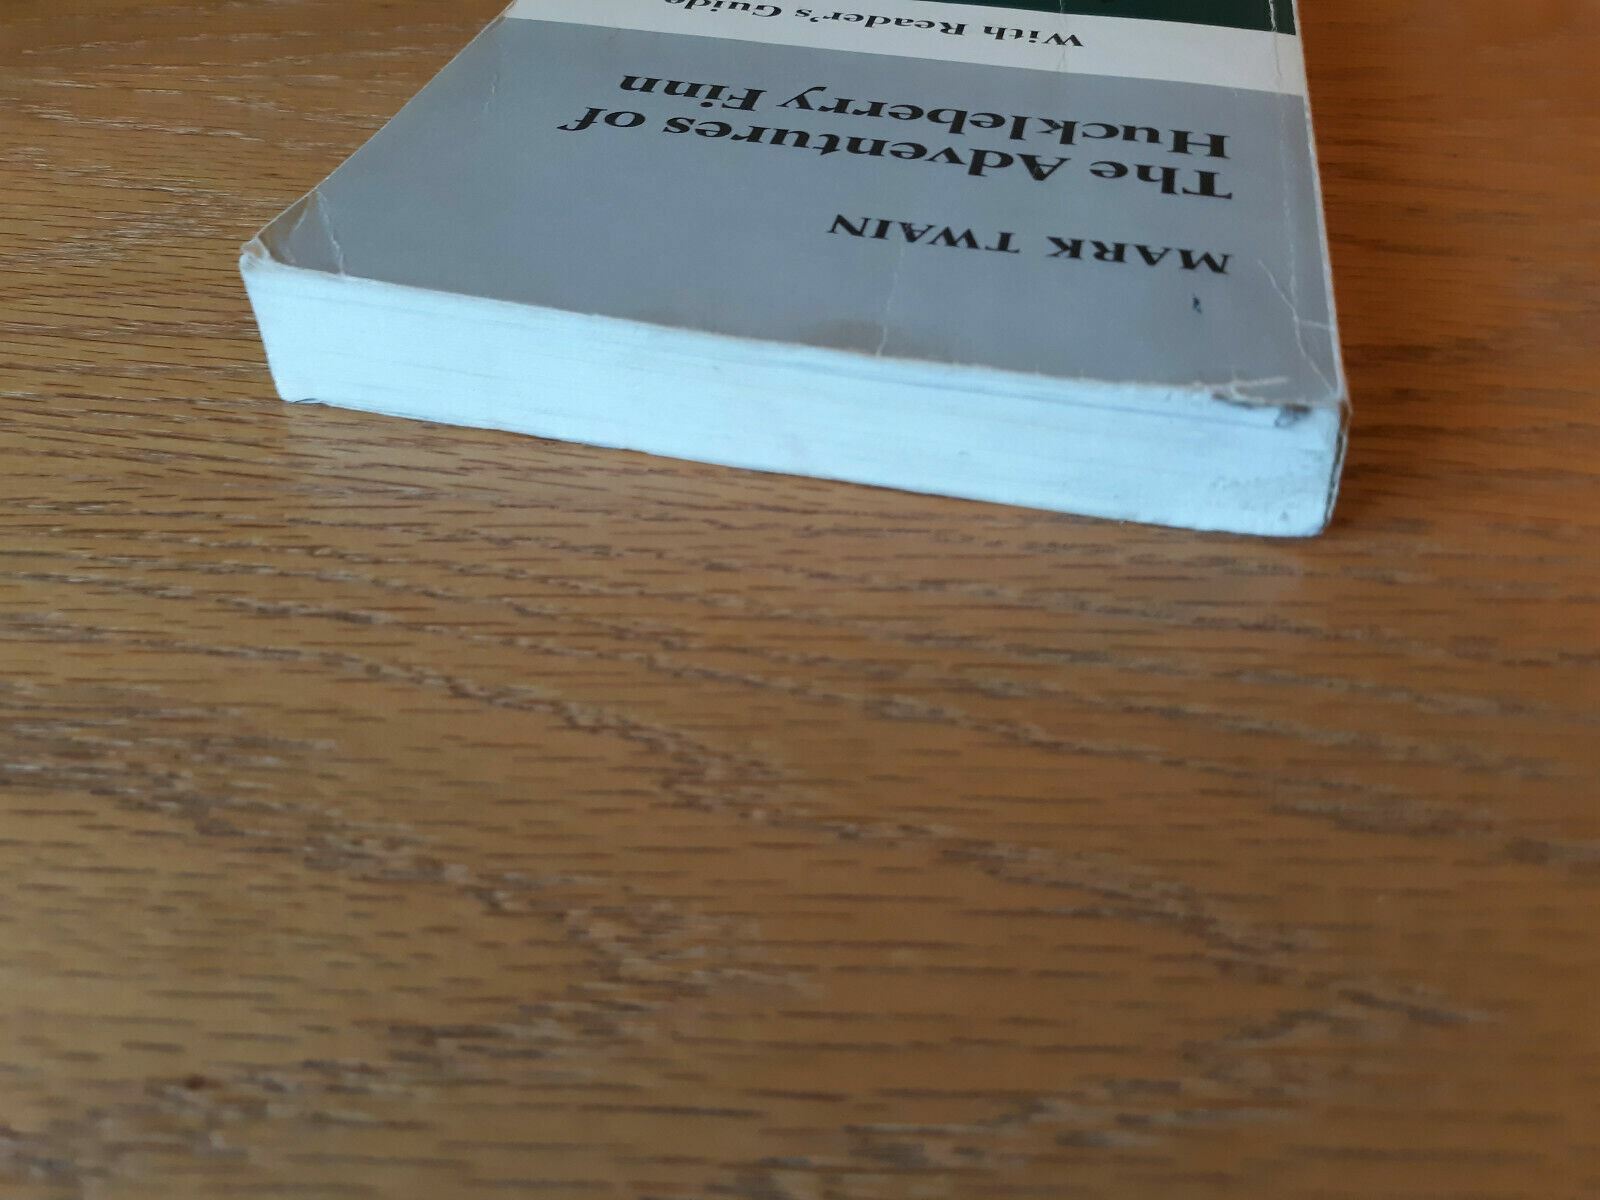 MARK TWAIN
The Adventures of
Huckleberry Finn
With Reader's Guide